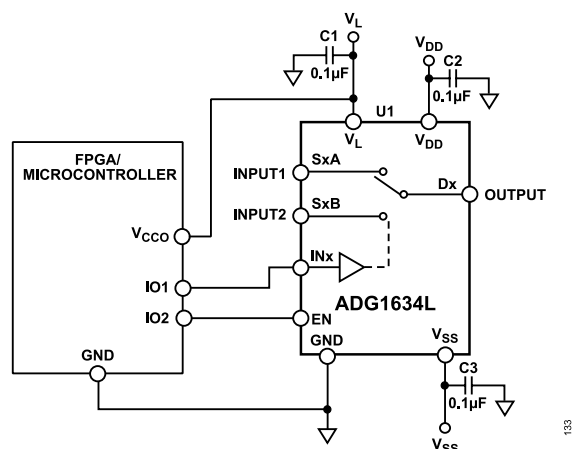 V_L
C1
0.1µF
V_DD
C2
0.1µF
U1
V_L
V_DD
FPGA/
MICROCONTROLLER
INPUT1
SxA
Dx
OUTPUT
INPUT2
SxB
V_CCO
INx
IO1
ADG1634L
IO2
EN
GND
V_SS
GND
C3
0.1µF
V_SS
133